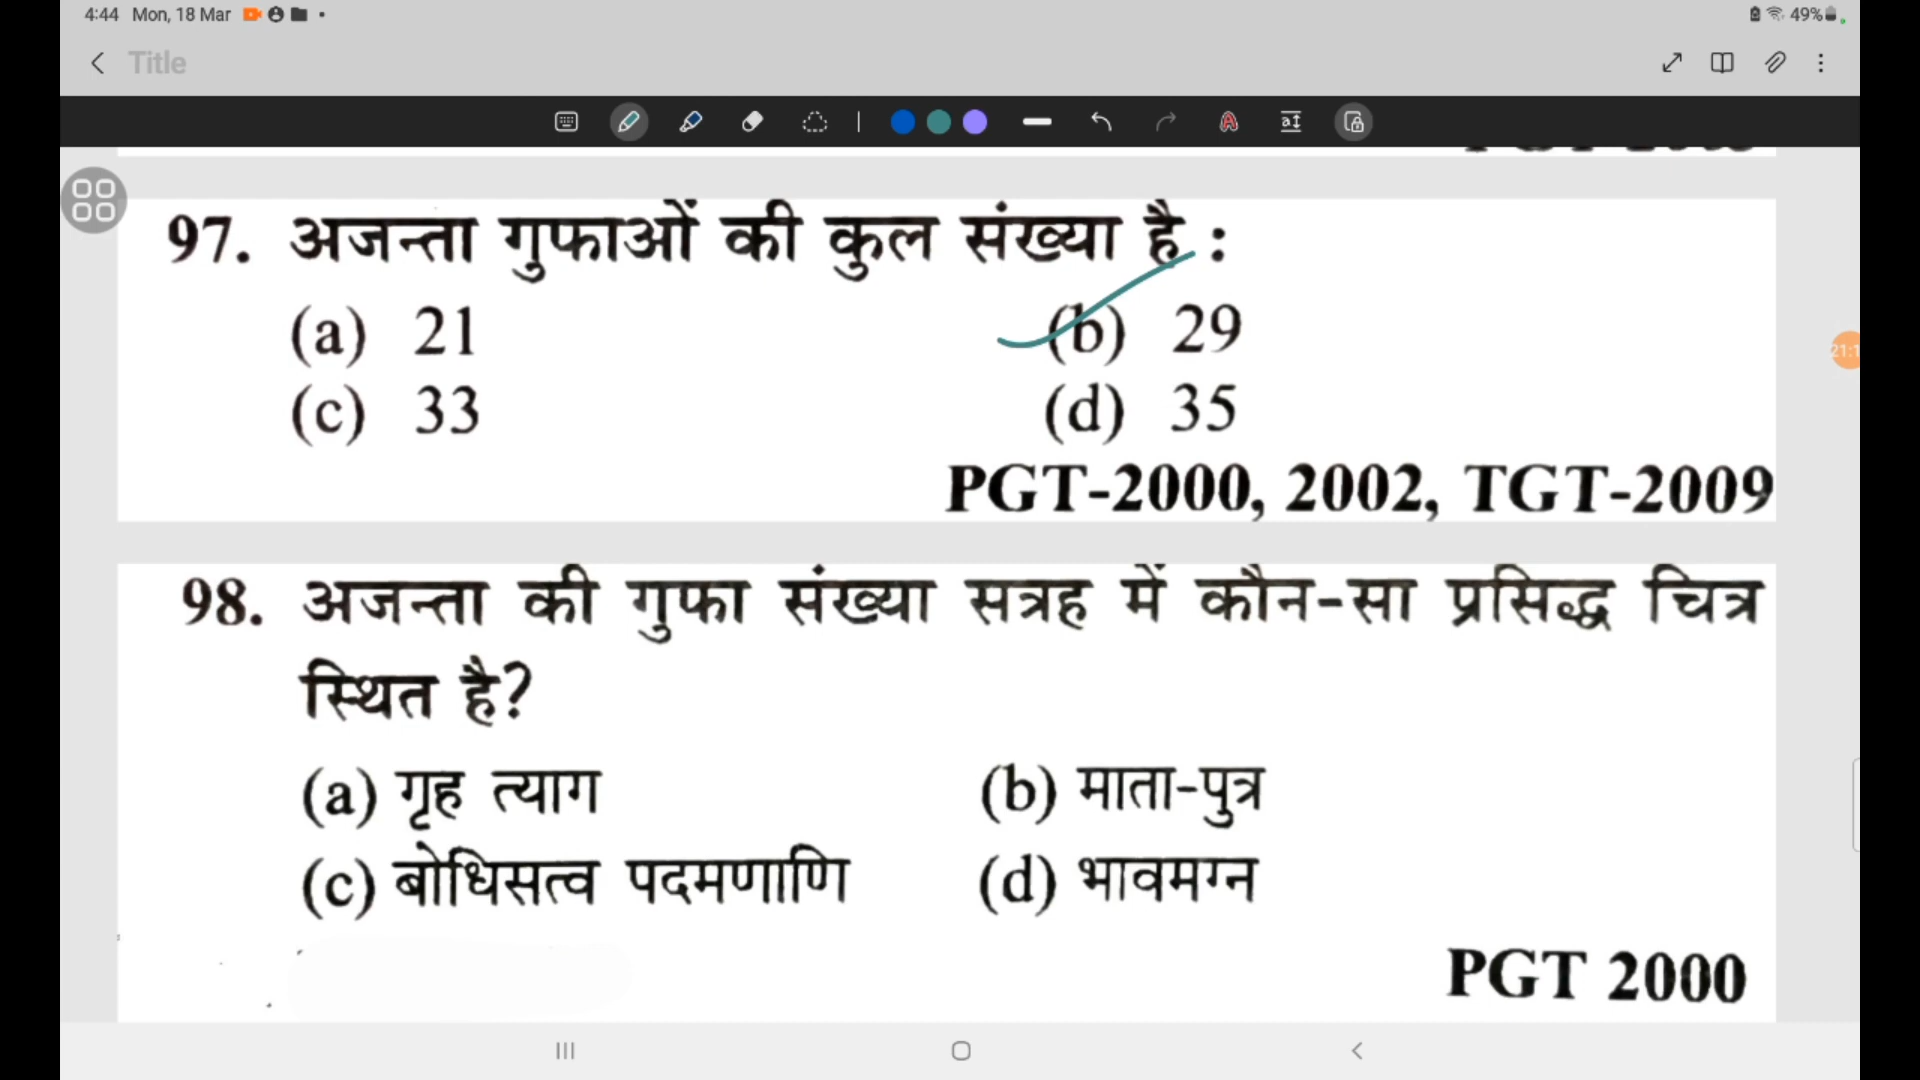 4:44 Mon, 18 Mar
49%
Title
97. अजन्ता गुफाओं की कुल संख्या है :
(a) 21 (b) 29
(c) 33 (d) 35
PGT-2000, 2002, TGT-2009
98. अजन्ता की गुफा संख्या सत्रह में कौन-सा प्रसिद्ध चित्र
स्थित है?
(a) गृह त्याग (b) माता-पुत्र
(c) बोधिसत्व पदमणाणि (d) भावमग्न
PGT 2000